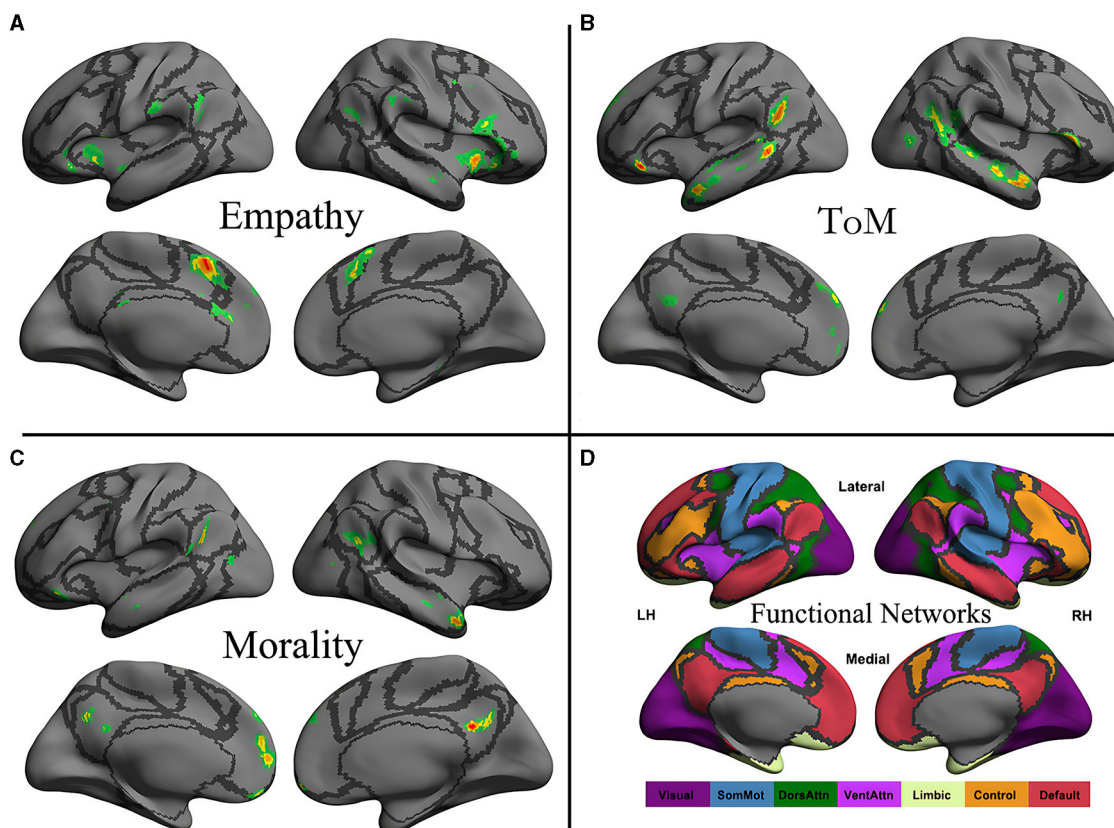 A
Empathy
B
ToM
C
Morality
D
Lateral
LH
Functional Networks
RH
Medial
Visual SomMot DorsAttn VentAttn Limbic Control Default